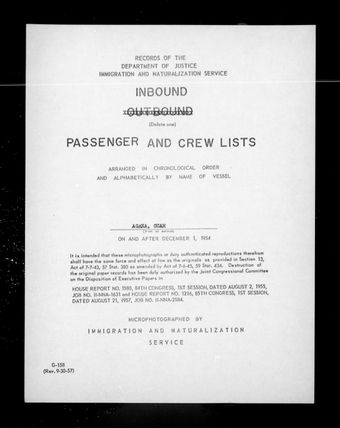 RECORDS OF THE
DEPARTMENT OF JUSTICE
IMMIGRATION AND NATURALIZATION SERVICE
INBOUND
OUTBOUND
(Delete one)
PASSENGER AND CREW LISTS
ARRANGED IN CHRONOLOGICAL ORDER
AND ALPHABETICALLY BY NAME OF VESSEL
AGANA, GUAM
ON AND AFTER DECEMBER 1, 1954
It is intended that these microphotographs or duly authenticated reproductions thereof
shall have the same force and effect at law as the originals as provided in Section 13,
Act of 7-7-43, 57 Stat. 380 as amended by Act of 7-6-45, 59 Stat. 434. Destruction of
the original paper records has been duly authorized by the Joint Congressional Committee
on the Disposition of Executive Papers in
HOUSE REPORT NO. 1580, 84TH CONGRESS, 1ST SESSION, DATED AUGUST 2, 1955,
JOB NO. II-NNA-1631 and HOUSE REPORT NO. 1216, 85TH CONGRESS, 1ST SESSION,
DATED AUGUST 21, 1957, JOB NO. II-NNA-2584.
MICROPHOTOGRAPHED BY
IMMIGRATION AND NATURALIZATION
SERVICE
G-358
(Rev. 9-30-57)